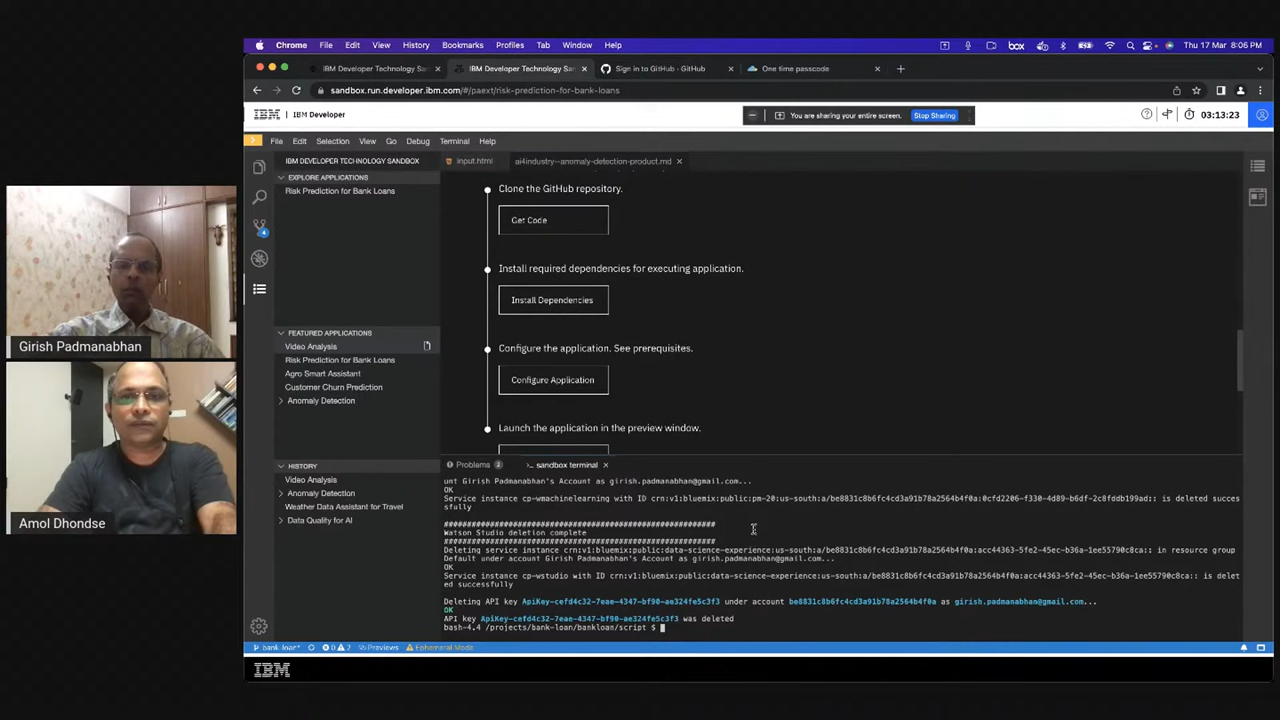 Chrome File Edit View History Bookmarks Profiles Tab Window Help
box
Thu 17 Mar 8:06 PM
IBM Developer Technology San
IBM Developer Technology San
Sign in to GitHub · GitHub
One time passcode
sandbox.run.developer.ibm.com/#/paext/risk-prediction-for-bank-loans
IBM
IBM Developer
You are sharing your entire screen.
Stop Sharing
03:13:23
File Edit Selection View Go Debug Terminal Help
IBM DEVELOPER TECHNOLOGY SANDBOX
EXPLORE APPLICATIONS
Risk Prediction for Bank Loans
4
FEATURED APPLICATIONS
Video Analysis
Risk Prediction for Bank Loans
Agro Smart Assistant
Customer Churn Prediction
Anomaly Detection
HISTORY
Video Analysis
Anomaly Detection
Weather Data Assistant for Travel
Data Quality for AI
input.html
ai4industry--anomaly-detection-product.md
Clone the GitHub repository.
Get Code
Install required dependencies for executing application.
Install Dependencies
Configure the application. See prerequisites.
Configure Application
Launch the application in the preview window.
Problems 2
sandbox terminal
unt Girish Padmanabhan's Account as girish.padmanabhan@gmail.com...
OK
Service instance cp-wmachinelearning with ID crn:v1:bluemix:public:pm-20:us-south:a/be8831c8b6fc4cd3a91b78a2564b4f0a:0cfd2206-f330-4d89-b6df-2c8fddb199ad:: is deleted succes
sfully
###########################################################
Watson Studio deletion complete
###########################################################
Deleting service instance crn:v1:bluemix:public:data-science-experience:us-south:a/be8831c8b6fc4cd3a91b78a2564b4f0a:acc44363-5fe2-45ec-b36a-1ee55790c8ca:: in resource group
Default under account Girish Padmanabhan's Account as girish.padmanabhan@gmail.com...
OK
Service instance cp-wstudio with ID crn:v1:bluemix:public:data-science-experience:us-south:a/be8831c8b6fc4cd3a91b78a2564b4f0a:acc44363-5fe2-45ec-b36a-1ee55790c8ca:: is delet
ed successfully
Deleting API key ApiKey-cefd4c32-7eae-4347-bf90-ae324fe5c3f3 under account be8831c8b6fc4cd3a91b78a2564b4f0a as girish.padmanabhan@gmail.com...
OK
API key ApiKey-cefd4c32-7eae-4347-bf90-ae324fe5c3f3 was deleted
bash-4.4 /projects/bank-loan/bankloan/script $
bank_loan*
0 2
Previews
Ephemeral Mode
IBM
Girish Padmanabhan
Amol Dhondse